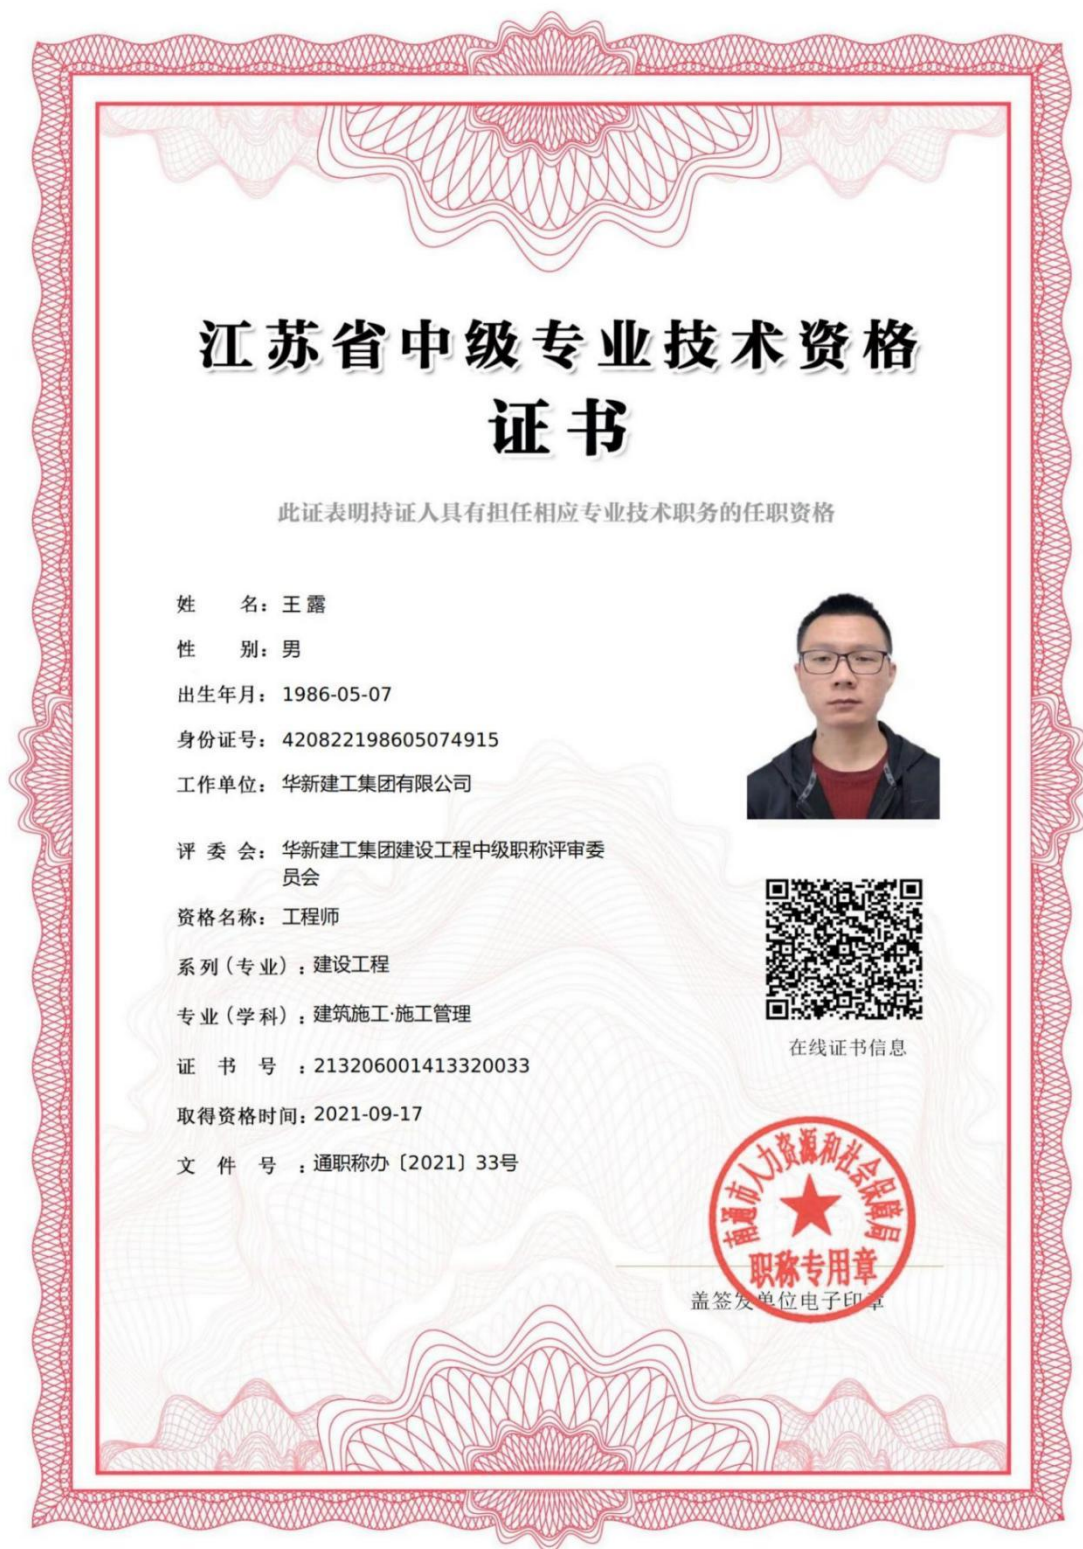 江苏省中级专业技术资格
证书
此证表明持证人具有担任相应专业技术职务的任职资格
姓 名：王露
性 别：男
出生年月：1986-05-07
身份证号：420822198605074915
工作单位：华新建工集团有限公司
评 委 会：华新建工集团建设工程中级职称评审委
员会
资格名称：工程师
系列（专业）：建设工程
专业（学科）：建筑施工·施工管理
证 书 号：213206001413320033
取得资格时间：2021-09-17
文 件 号：通职称办〔2021〕33号
在线证书信息
南通市人力资源和社会保障局
职称专用章
盖签发单位电子印章